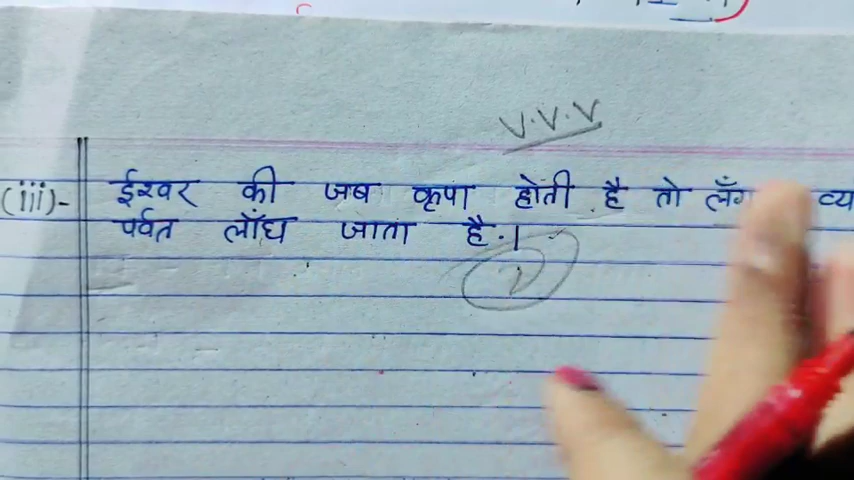 V.V.V
(iii)- ईश्वर की जब कृपा होती है तो
पर्वत लाँघ जाता है।